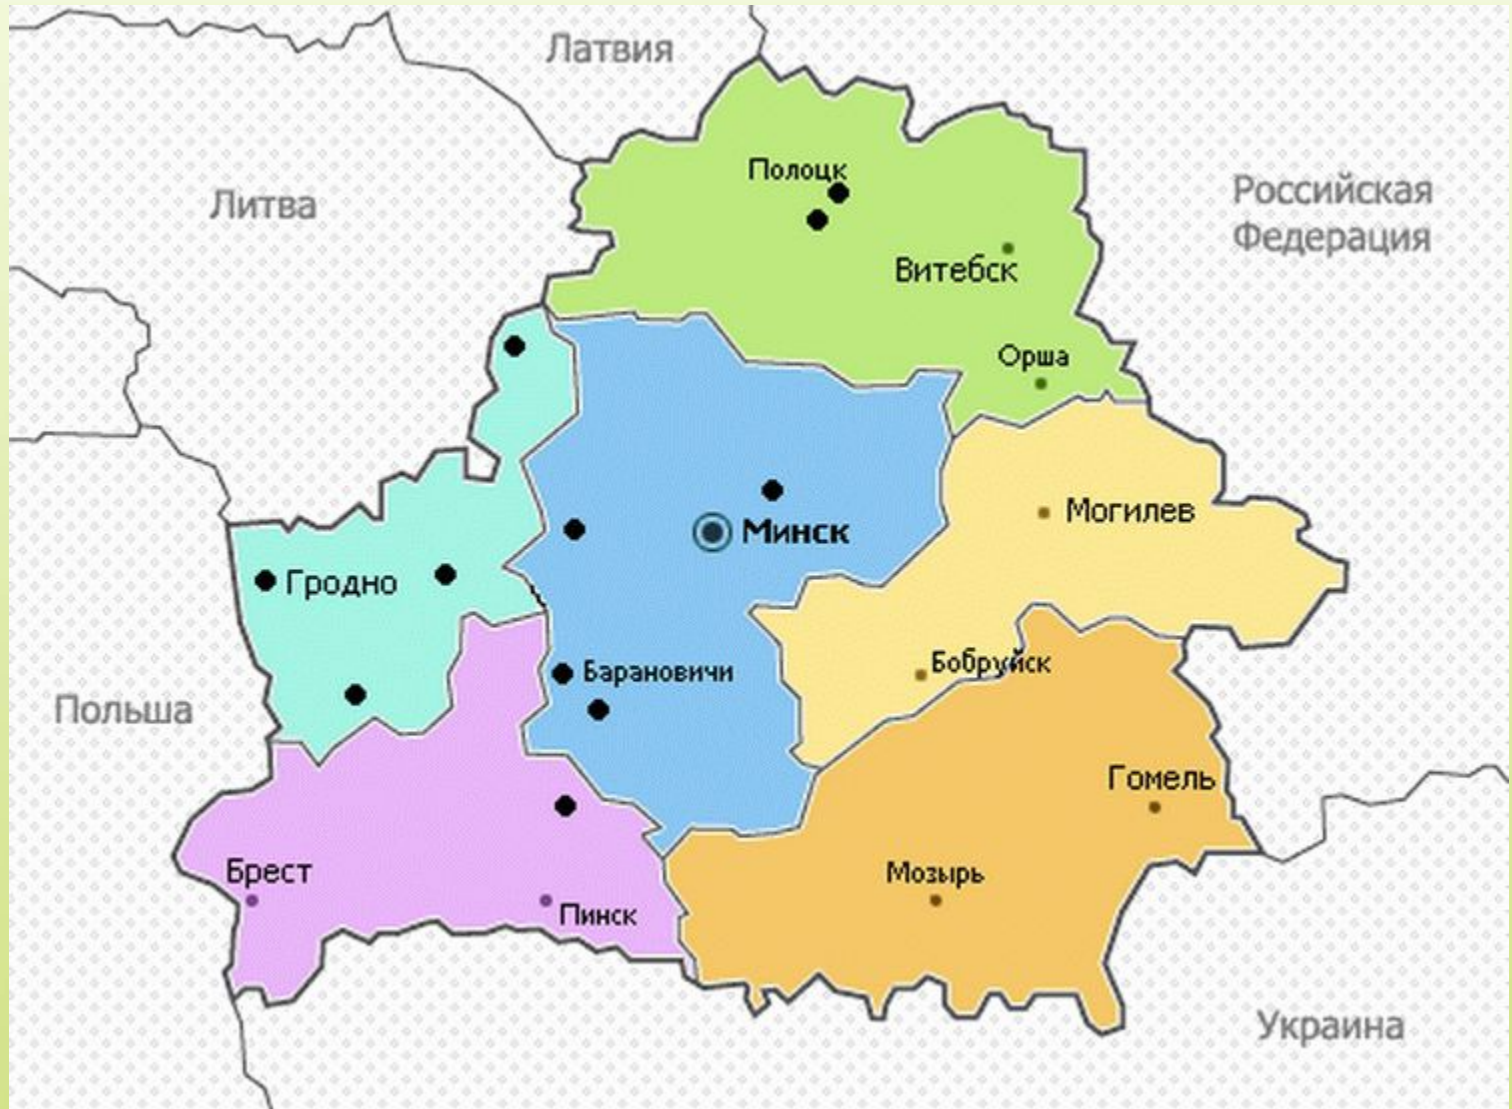 Латвия
Полоцк
Литва
Российская
Федерация
Витебск
Орша
Могилев
Минск
Гродно
Бобруйск
Барановичи
Польша
Гомель
Брест
Мозырь
Пинск
Украина